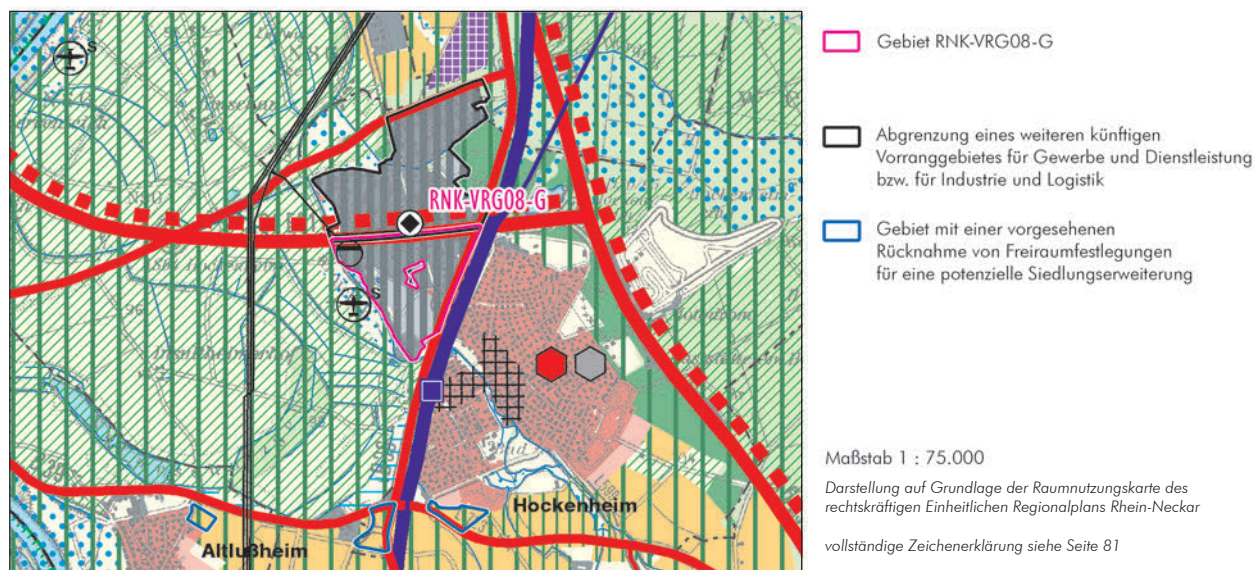 S
RNK-VRG08-G
S
Hockenheim
Altlußheim
Gebiet RNK-VRG08-G
Abgrenzung eines weiteren künftigen
Vorranggebietes für Gewerbe und Dienstleistung
bzw. für Industrie und Logistik
Gebiet mit einer vorgesehenen
Rücknahme von Freiraumfestlegungen
für eine potenzielle Siedlungserweiterung
Maßstab 1 : 75.000
Darstellung auf Grundlage der Raumnutzungskarte des
rechtskräftigen Einheitlichen Regionalplans Rhein-Neckar
vollständige Zeichenerklärung siehe Seite 81